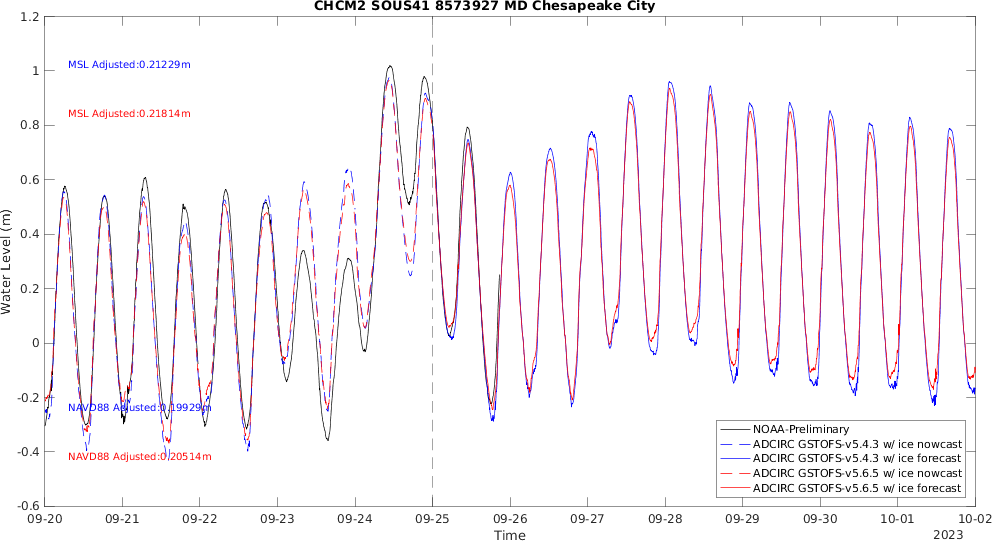 CHCM2 SOUS41 8573927 MD Chesapeake City
1.2
1
0.8
0.6
0.4
0.2
0
-0.2
-0.4
-0.6
Water Level (m)
MSL Adjusted:0.21229m
MSL Adjusted:0.21814m
NAVD88 Adjusted:0.19929m
NAVD88 Adjusted:0.20514m
NOAA-Preliminary
ADCIRC GSTOFS-v5.4.3 w/ ice nowcast
ADCIRC GSTOFS-v5.4.3 w/ ice forecast
ADCIRC GSTOFS-v5.6.5 w/ ice nowcast
ADCIRC GSTOFS-v5.6.5 w/ ice forecast
09-20 09-21 09-22 09-23 09-24 09-25 09-26 09-27 09-28 09-29 09-30 10-01 10-02
Time
2023